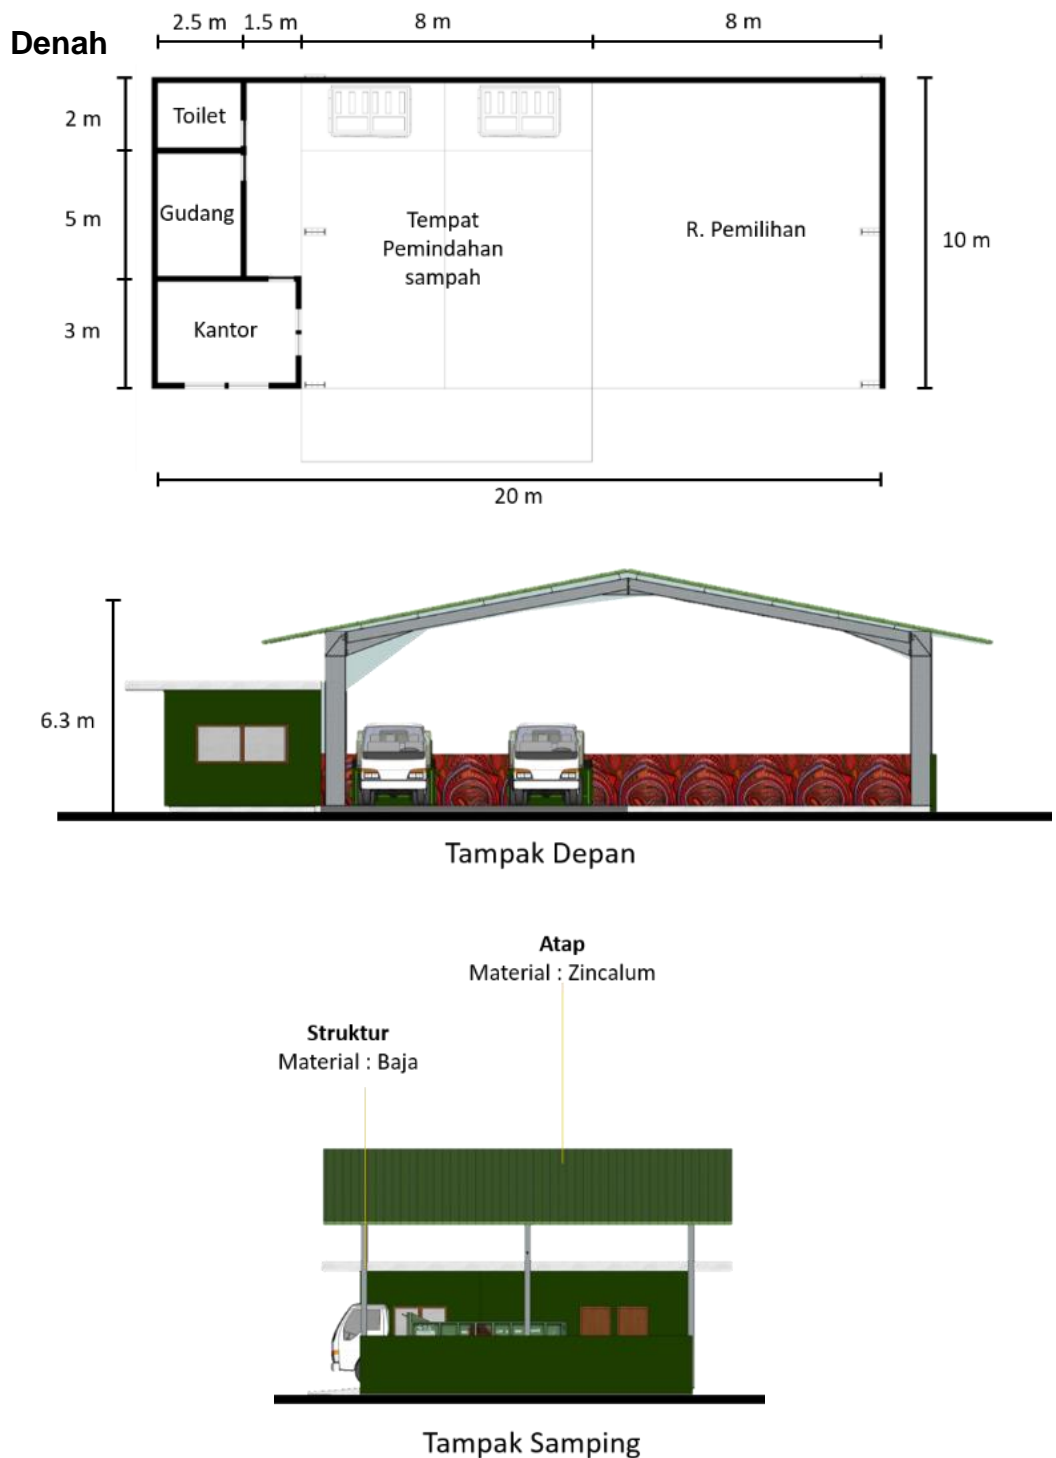 Denah
2.5 m
1.5 m
8 m
8 m
2 m
Toilet
5 m
Gudang
Tempat
Pemindahan
sampah
R. Pemilihan
10 m
3 m
Kantor
20 m
6.3 m
Tampak Depan
Atap
Material : Zincalum
Struktur
Material : Baja
Tampak Samping